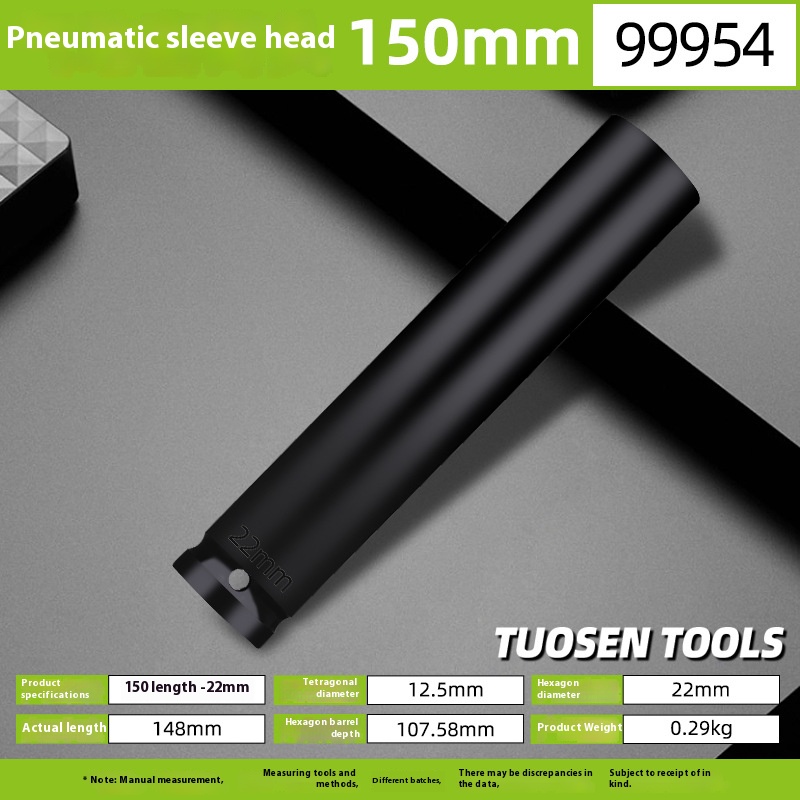 Pneumatic sleeve head 150mm 99954
22mm
TUOSEN TOOLS
Product specifications
150 length -22mm
Tetragonal diameter
12.5mm
Hexagon diameter
22mm
Actual length
148mm
Hexagon barrel depth
107.58mm
Product Weight
0.29kg
* Note: Manual measurement,
Measuring tools and methods,
Different batches,
There may be discrepancies in the data,
Subject to receipt of in kind.